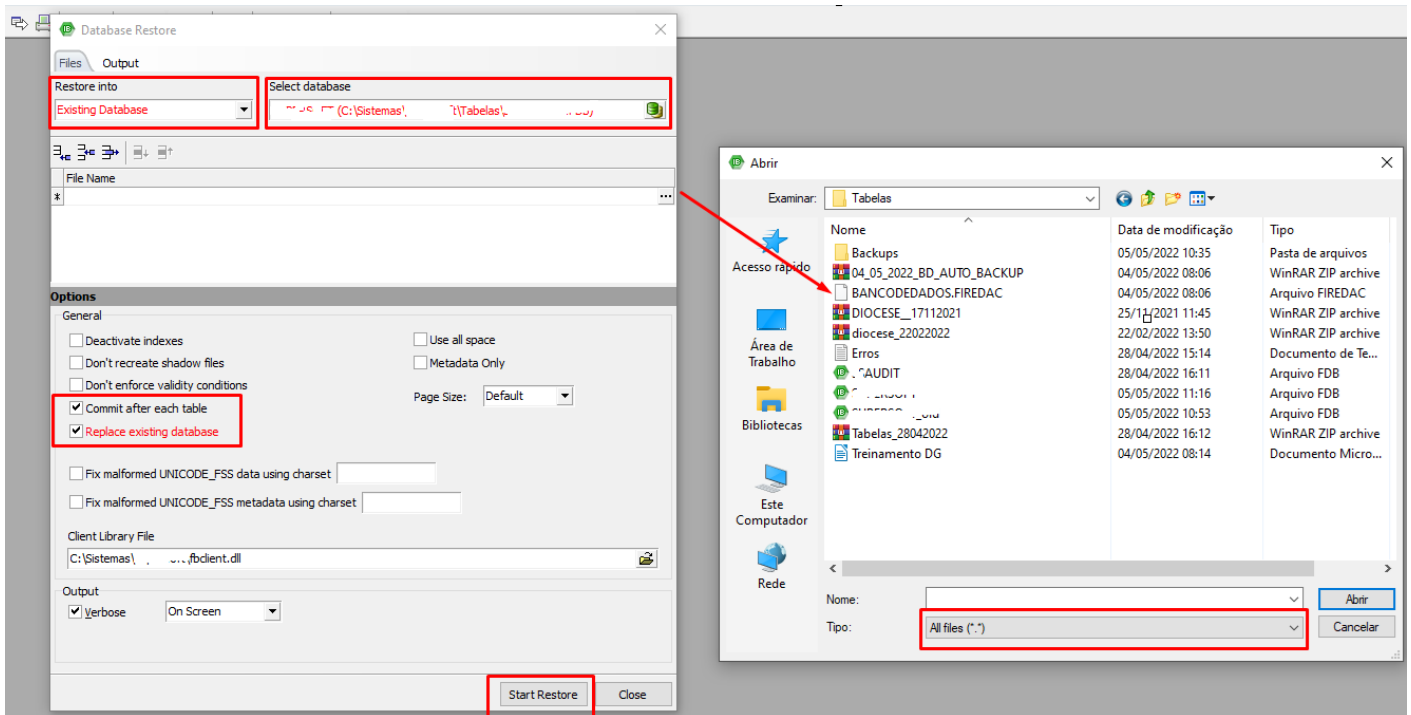 Database Restore
Files Output
Restore into
Existing Database
Select database
(C:\Sistemas\ t\Tabelas\
File Name
*
Options
General
Deactivate indexes
Don't recreate shadow files
Don't enforce validity conditions
Commit after each table
Replace existing database
Use all space
Metadata Only
Page Size: Default
Fix malformed UNICODE_FSS data using charset
Fix malformed UNICODE_FSS metadata using charset
Client Library File
C:\Sistemas\ fbclient.dll
Output
Verbose On Screen
Start Restore Close
Abrir
Examinar: Tabelas
Acesso rápido
Área de
Trabalho
Bibliotecas
Este
Computador
Rede
Nome Data de modificação Tipo
Backups 05/05/2022 10:35 Pasta de arquivos
04_05_2022_BD_AUTO_BACKUP 04/05/2022 08:06 WinRAR ZIP archive
BANCODEDADOS.FIREDAC 04/05/2022 08:06 Arquivo FIREDAC
DIOCESE__17112021 25/11/2021 11:45 WinRAR ZIP archive
diocese_22022022 22/02/2022 13:50 WinRAR ZIP archive
Erros 28/04/2022 15:14 Documento de Te...
AUDIT 28/04/2022 16:11 Arquivo FDB
05/05/2022 11:16 Arquivo FDB
05/05/2022 10:53 Arquivo FDB
Tabelas_28042022 28/04/2022 16:12 WinRAR ZIP archive
Treinamento DG 04/05/2022 08:14 Documento Micro...
Nome: Abrir
Tipo: All files (*.*) Cancelar